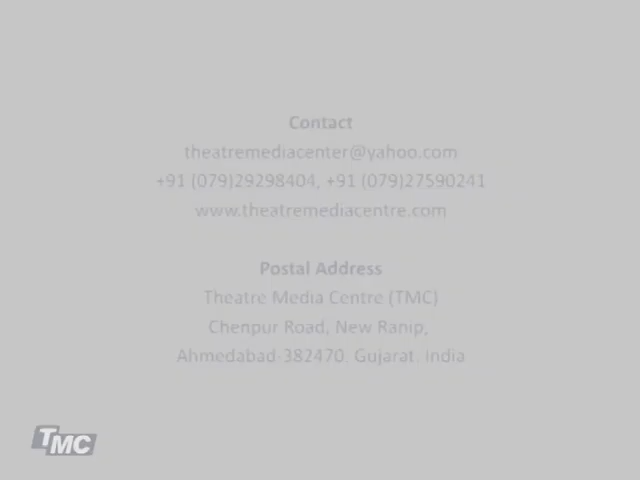 Contact
theatremediacenter@yahoo.com
+91 (079)29298404, +91 (079)27590241
www.theatremediacentre.com
Postal Address
Theatre Media Centre (TMC)
Chenpur Road, New Ranip,
Ahmedabad-382470. Gujarat. India
TMC